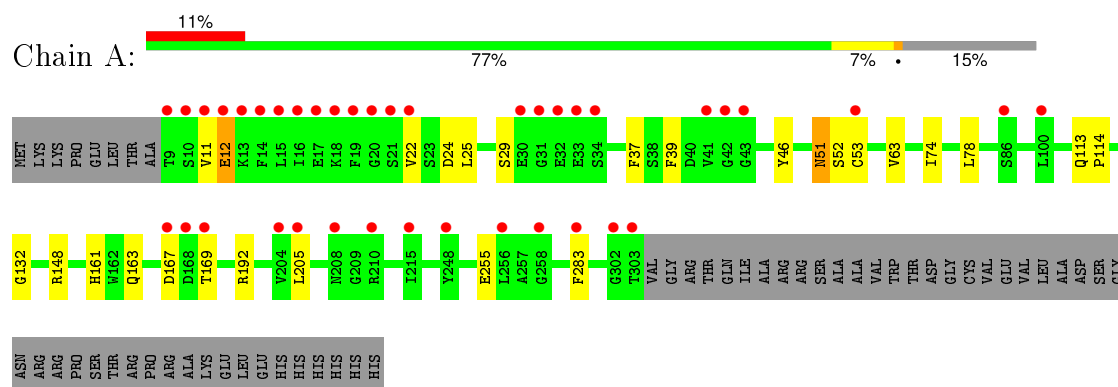 11%
Chain A:
77% 7% • 15%
MET LYS LYS PRO GLU LEU THR ALA T9 S10 V11 E12 K13 F14 L15 I16 E17 K18 F19 G20 S21 V22 S23 D24 L25 S29 D30 G31 E32 E33 S34 F37 S38 F39 D40 V41 G42 G43 Y46 N51 S52 C53 V63 I74 L78 S86 L100 Q113 P114
G132 R148 H161 W162 Q163 D167 D168 T169 R192 V204 L205 N208 G209 R210 I215 Y248 E255 L256 A257 G258 F283 G302 T303 VAL GLY ARG THR GLN ILE ALA ARG ARG SER ALA ALA VAL TRP THR ASP GLY CYS VAL GLU VAL LEU ALA ASP SER GLY
ASN ARG ARG PRO SER THR ARG PRO ARG ALA LYS GLU LEU GLU HIS HIS HIS HIS HIS HIS